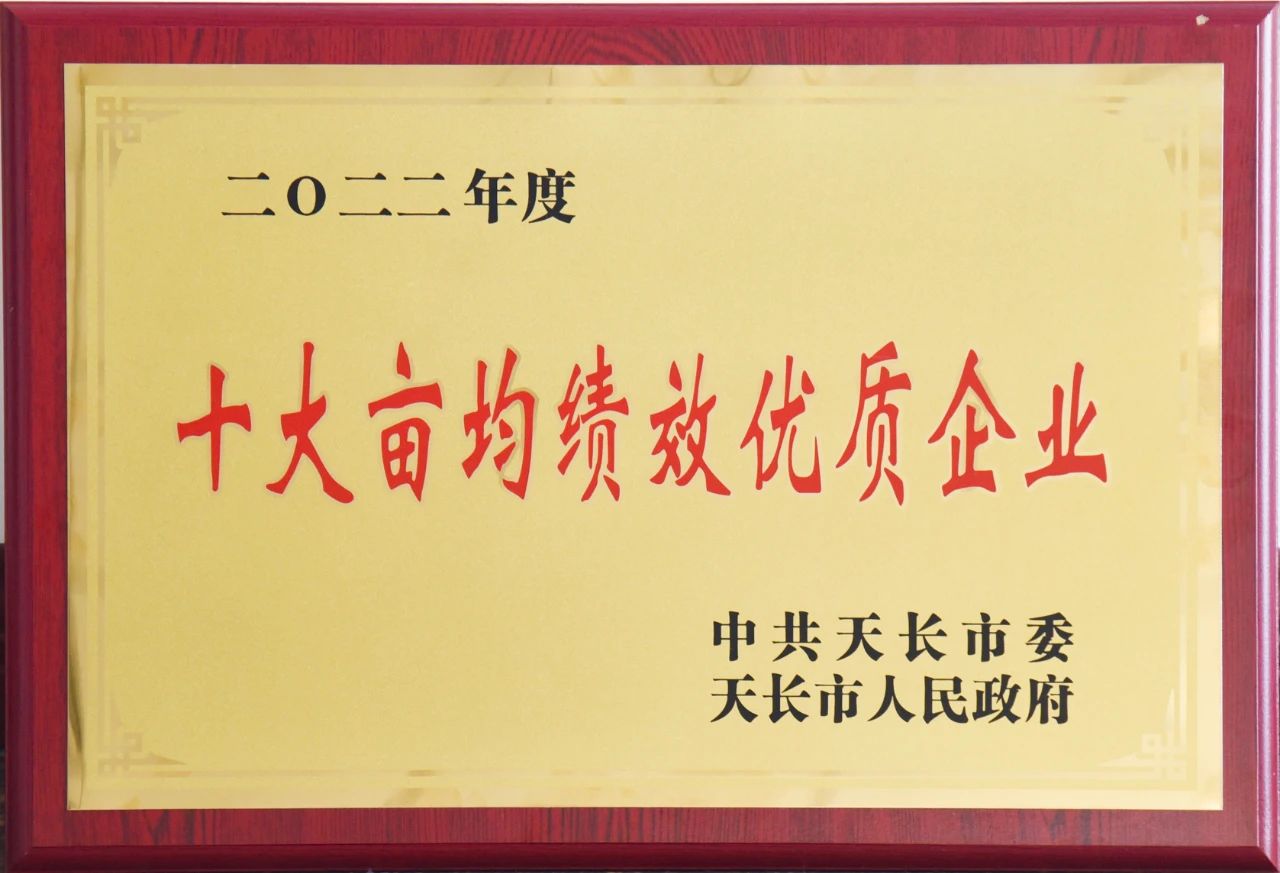 二〇二二年度
十大亩均绩效优质企业
中共天长市委
天长市人民政府